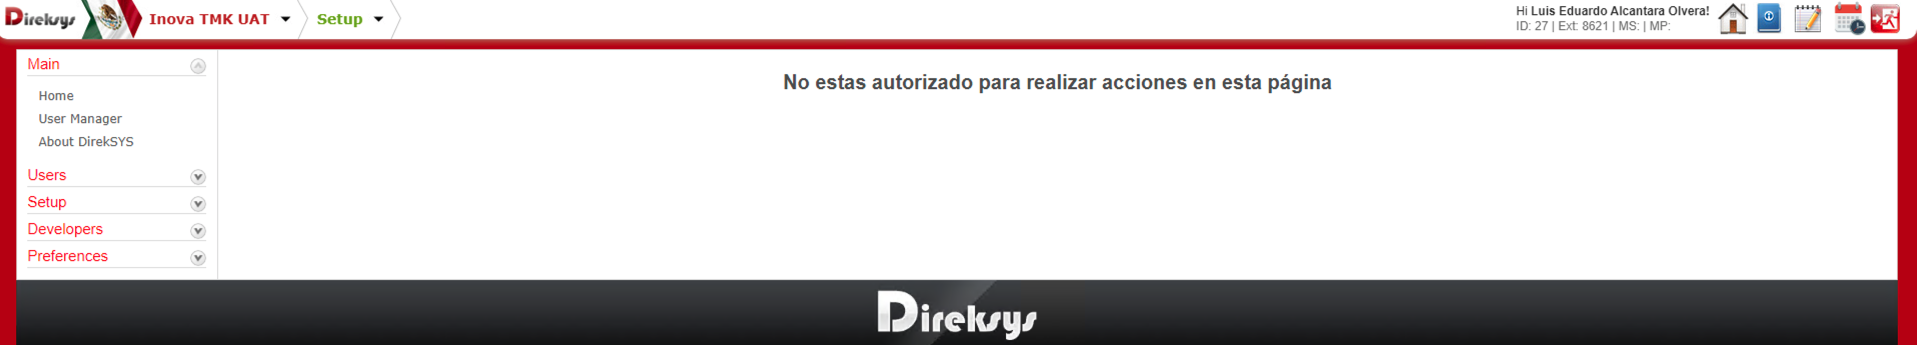 Direksys
Inova TMK UAT
Setup
Hi Luis Eduardo Alcantara Olvera!
ID: 27 | Ext: 8621 | MS: | MP:
Main
Home
User Manager
About DirekSYS
Users
Setup
Developers
Preferences
No estas autorizado para realizar acciones en esta página
Direksys